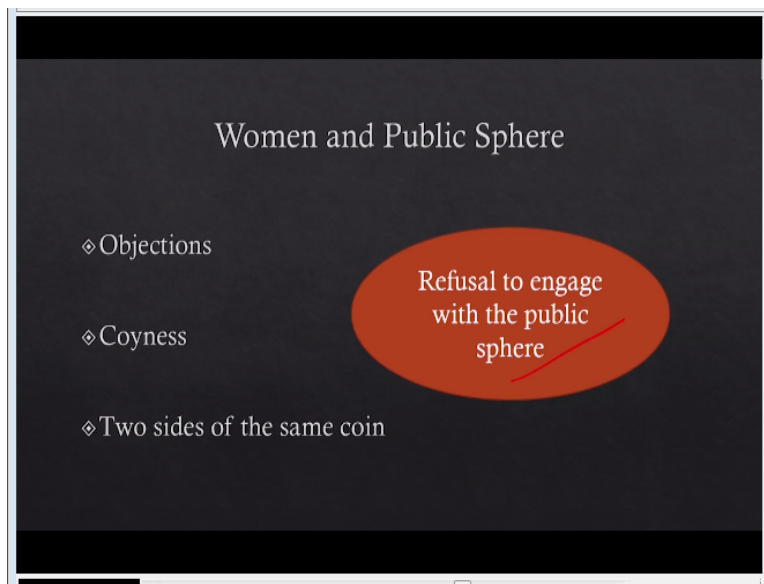 Women and Public Sphere
Objections
Coyness
Two sides of the same coin
Refusal to engage
with the public
sphere